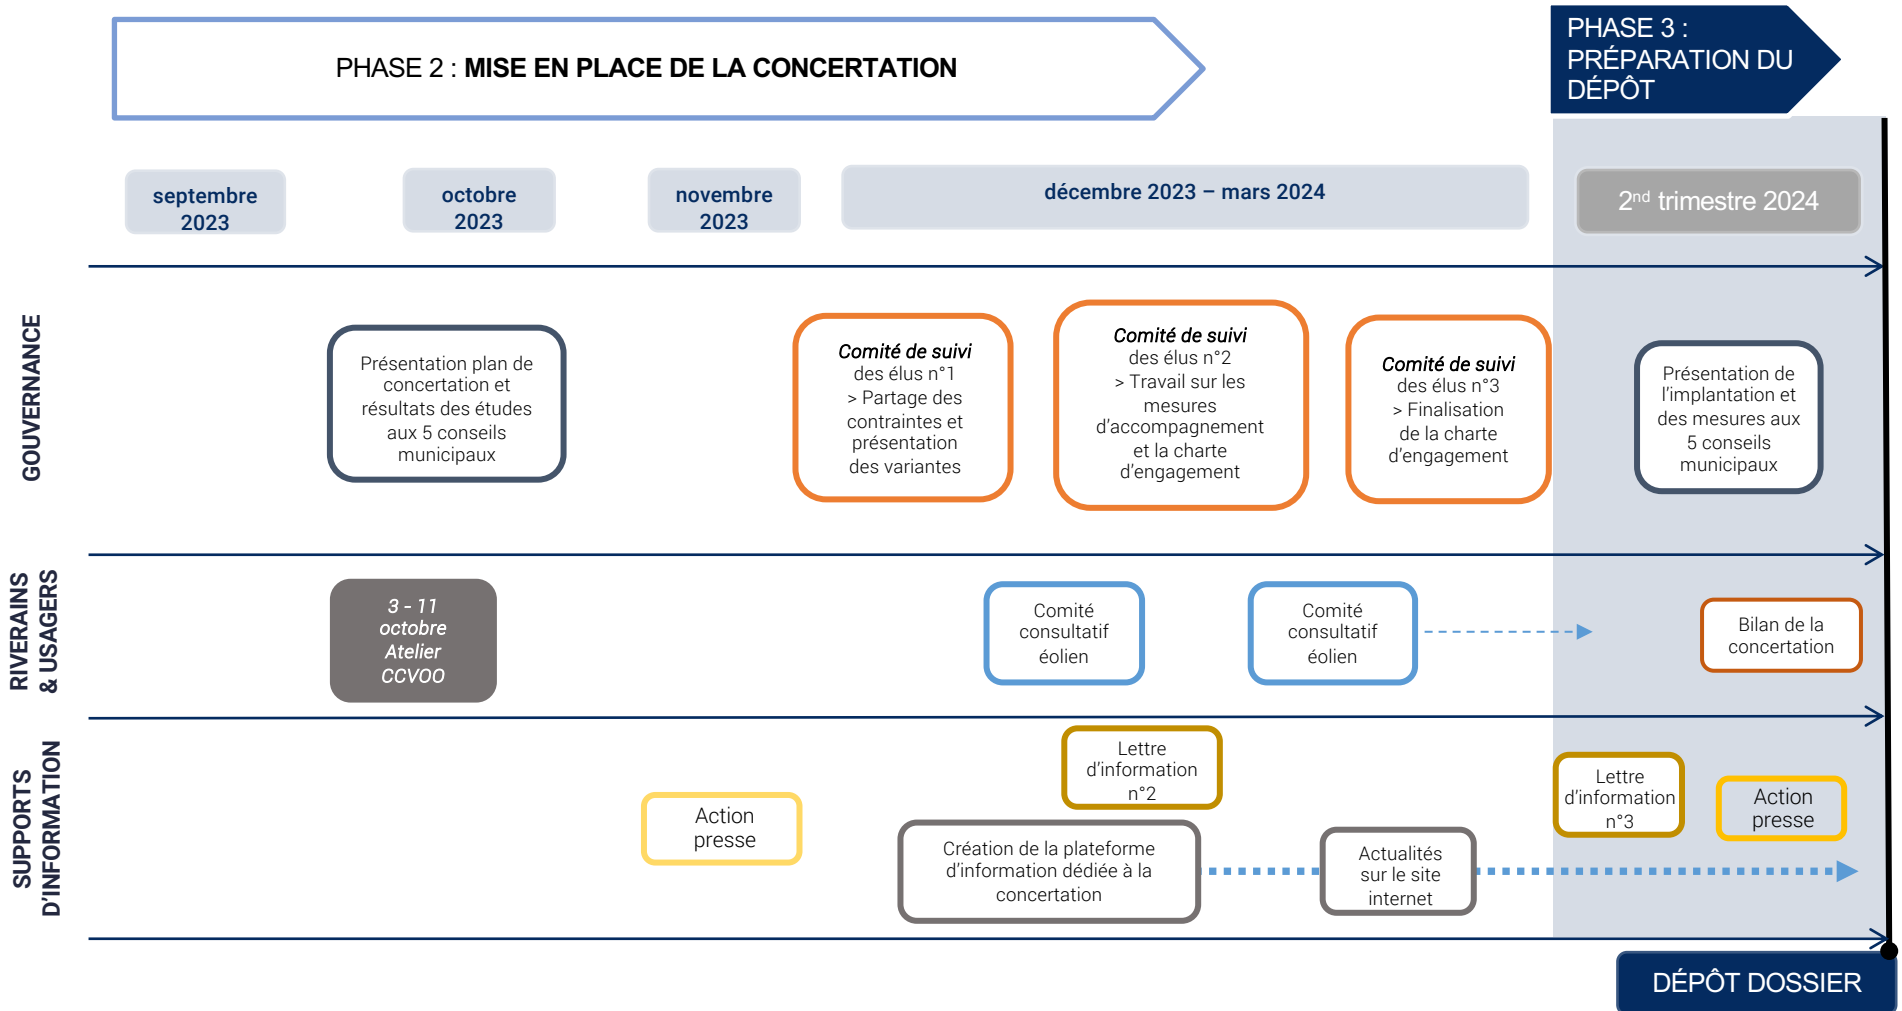 PHASE 2 : MISE EN PLACE DE LA CONCERTATION
PHASE 3 :
PRÉPARATION DU
DÉPÔT
septembre
2023
octobre
2023
novembre
2023
décembre 2023 – mars 2024
2nd trimestre 2024
GOUVERNANCE
Présentation plan de
concertation et
résultats des études
aux 5 conseils
municipaux
Comité de suivi
des élus n°1
> Partage des
contraintes et
présentation
des variantes
Comité de suivi
des élus n°2
> Travail sur les
mesures
d'accompagnement
et la charte
d'engagement
Comité de suivi
des élus n°3
> Finalisation
de la charte
d'engagement
Présentation de
l'implantation et
des mesures aux
5 conseils
municipaux
RIVERAINS
& USAGERS
3 - 11
octobre
Atelier
CCVOO
Comité
consultatif
éolien
Comité
consultatif
éolien
Bilan de la
concertation
SUPPORTS
D'INFORMATION
Action
presse
Lettre
d'information
n°2
Création de la plateforme
d'information dédiée à la
concertation
Actualités
sur le site
internet
Lettre
d'information
n°3
Action
presse
DÉPÔT DOSSIER